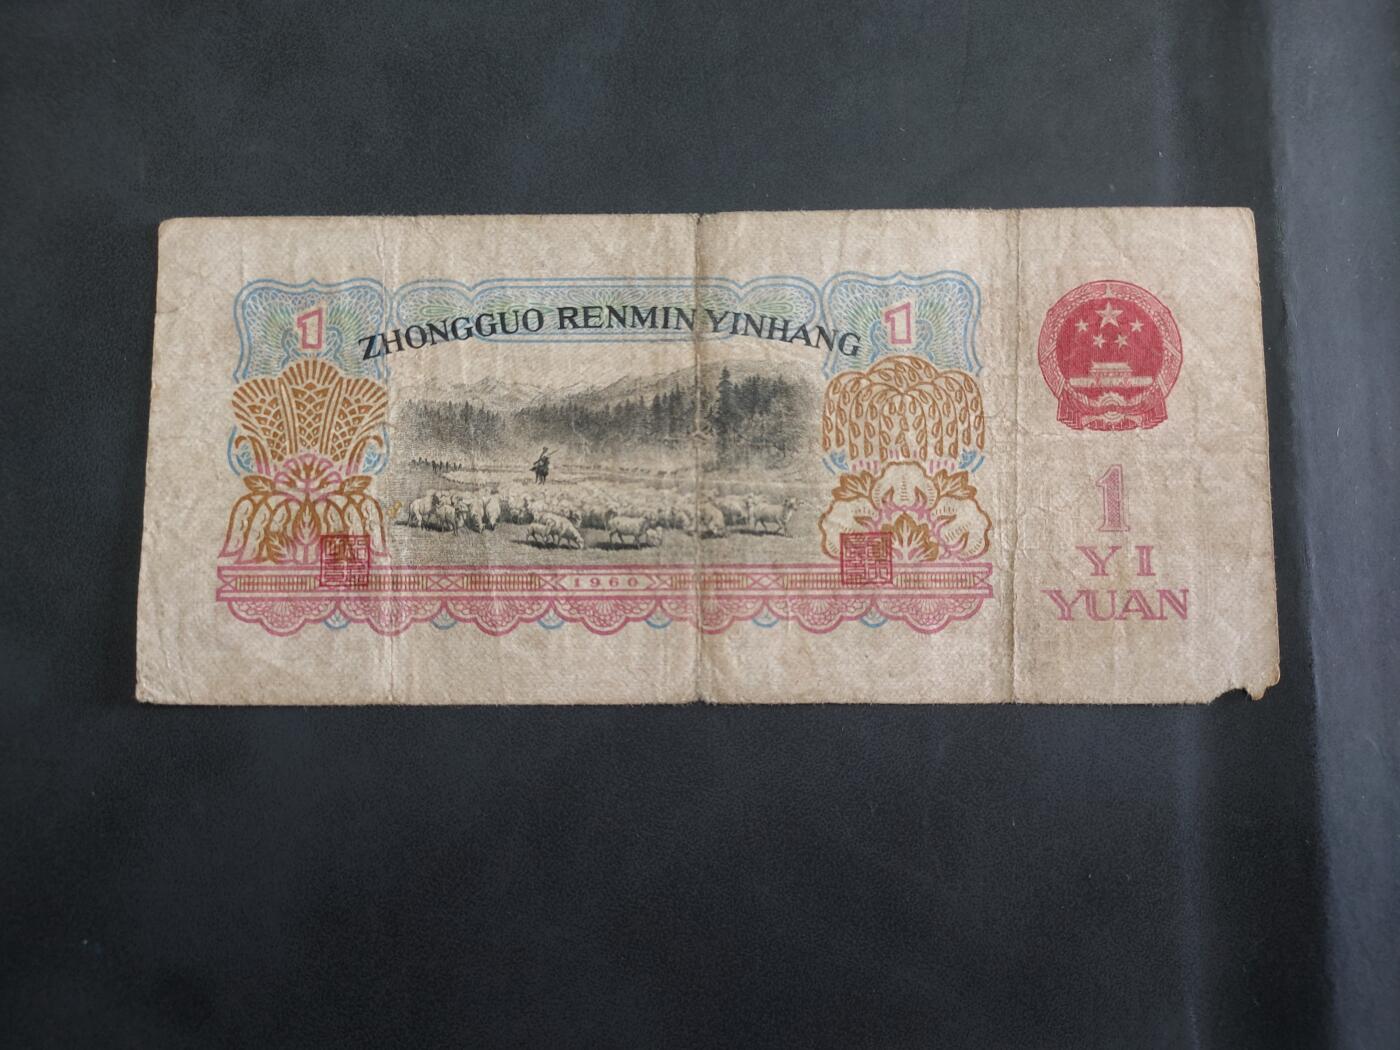 1
ZHONGGUO RENMIN YINHANG
1
1960
1
YI
YUAN